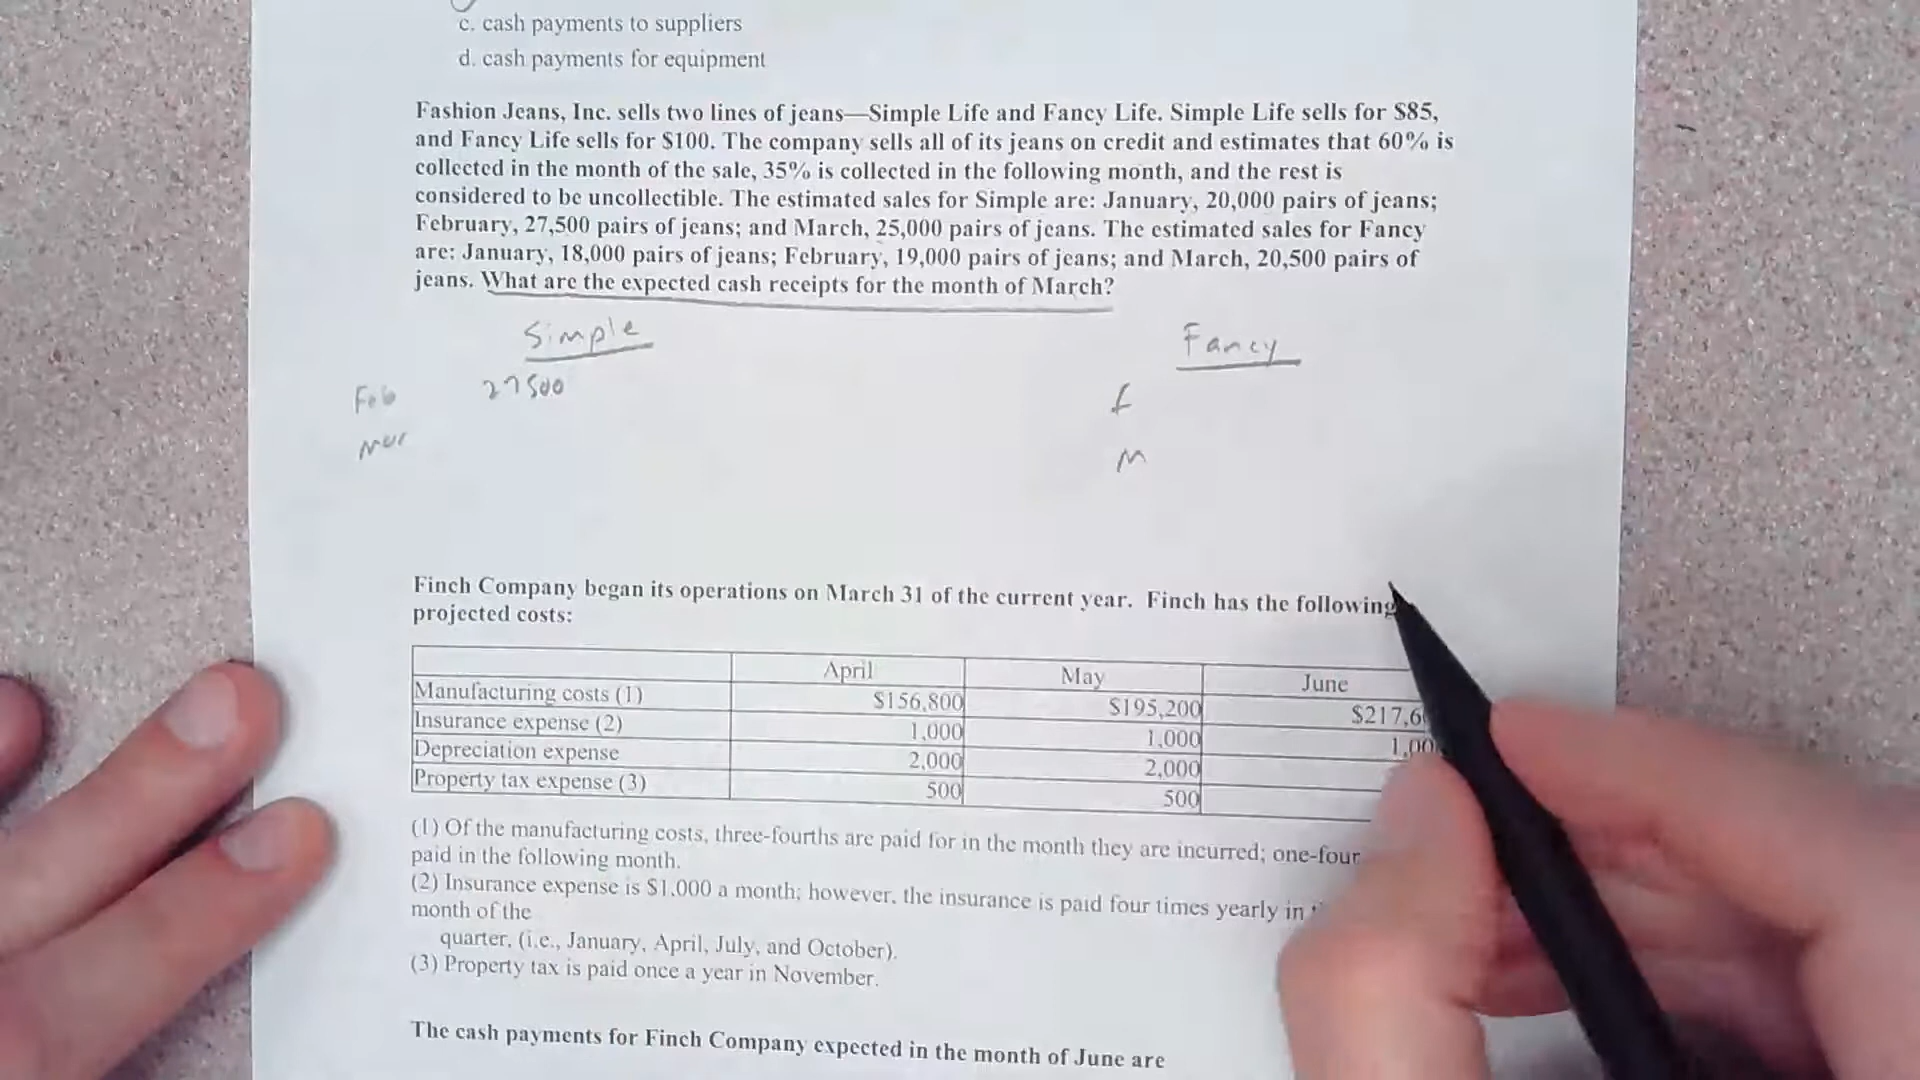 c. cash payments to suppliers
d. cash payments for equipment
Fashion Jeans, Inc. sells two lines of jeans—Simple Life and Fancy Life. Simple Life sells for $85,
and Fancy Life sells for $100. The company sells all of its jeans on credit and estimates that 60% is
collected in the month of the sale, 35% is collected in the following month, and the rest is
considered to be uncollectible. The estimated sales for Simple are: January, 20,000 pairs of jeans;
February, 27,500 pairs of jeans; and March, 25,000 pairs of jeans. The estimated sales for Fancy
are: January, 18,000 pairs of jeans; February, 19,000 pairs of jeans; and March, 20,500 pairs of
jeans. What are the expected cash receipts for the month of March?
Simple Fancy
Feb 27500 f
Mar M
Finch Company began its operations on March 31 of the current year. Finch has the following
projected costs:
April May June
Manufacturing costs (1) $156,800 $195,200 $217,6
Insurance expense (2) 1,000 1,000 1,00
Depreciation expense 2,000 2,000
Property tax expense (3) 500 500
(1) Of the manufacturing costs, three-fourths are paid for in the month they are incurred; one-four
paid in the following month.
(2) Insurance expense is $1,000 a month; however, the insurance is paid four times yearly in
month of the
quarter, (i.e., January, April, July, and October).
(3) Property tax is paid once a year in November.
The cash payments for Finch Company expected in the month of June are